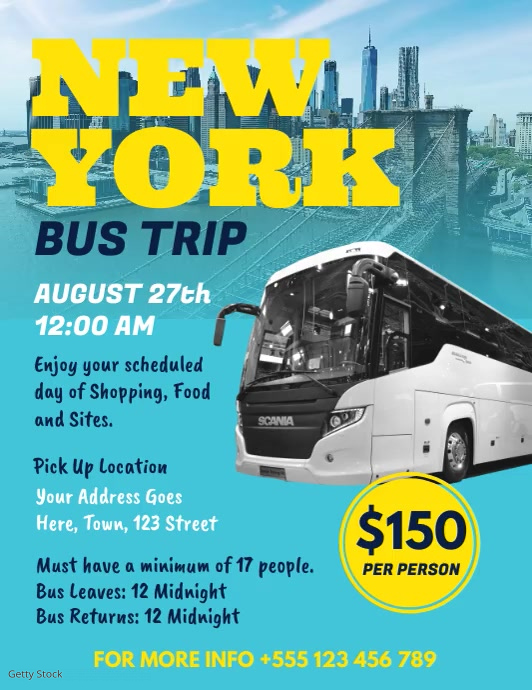 NEW
YORK
BUS TRIP
AUGUST 27th
12:00 AM
Enjoy your scheduled
day of Shopping, Food
and Sites.
SCANIA
Pick Up Location
Your Address Goes
Here, Town, 123 Street
$150
PER PERSON
Must have a minimum of 17 people.
Bus Leaves: 12 Midnight
Bus Returns: 12 Midnight
FOR MORE INFO +555 123 456 789
Getty Stock